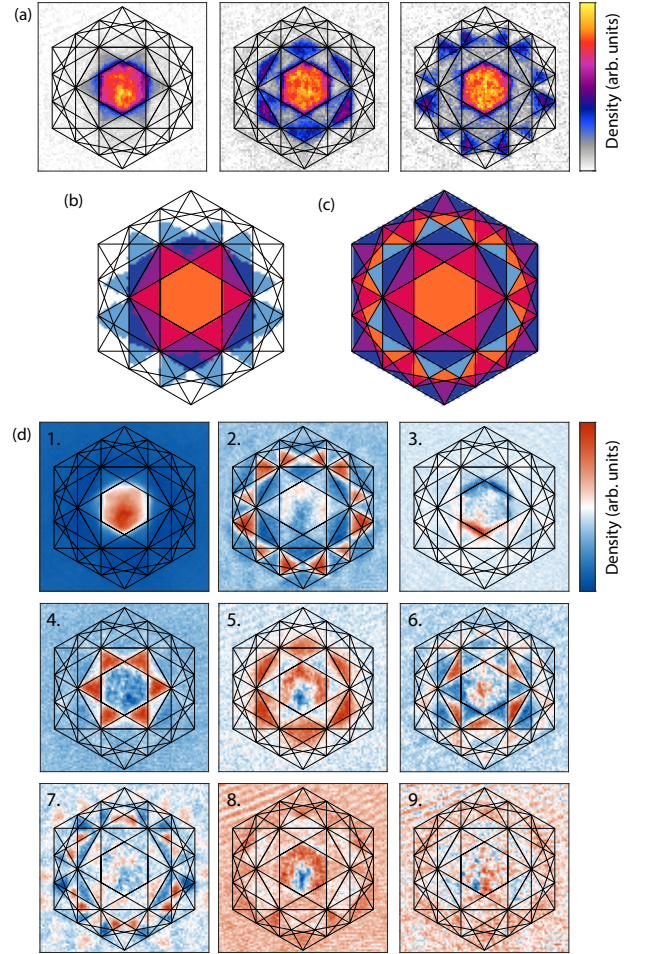 (a)
Density (arb. units)
(b)
(c)
(d)
1.
2.
3.
Density (arb. units)
4.
5.
6.
7.
8.
9.